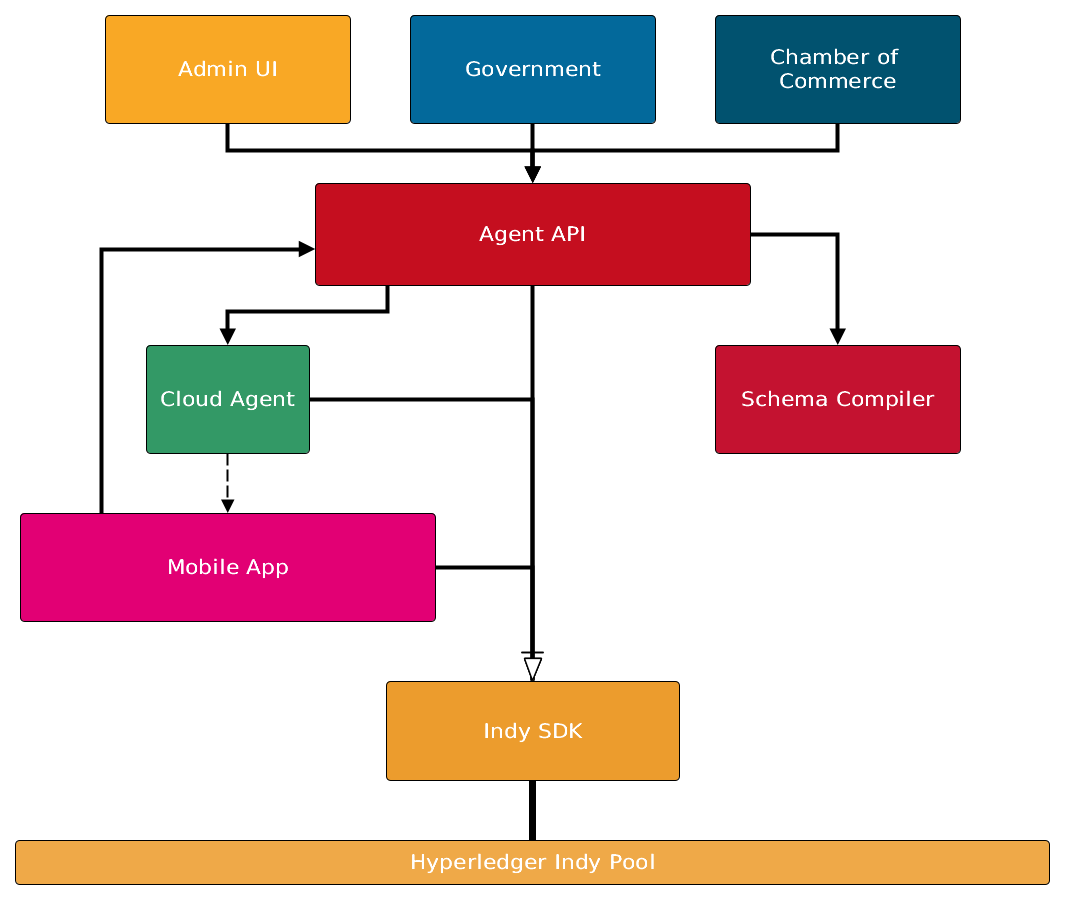 Admin UI
Government
Chamber of
Commerce
Agent API
Cloud Agent
Schema Compiler
Mobile App
Indy SDK
Hyperledger Indy Pool